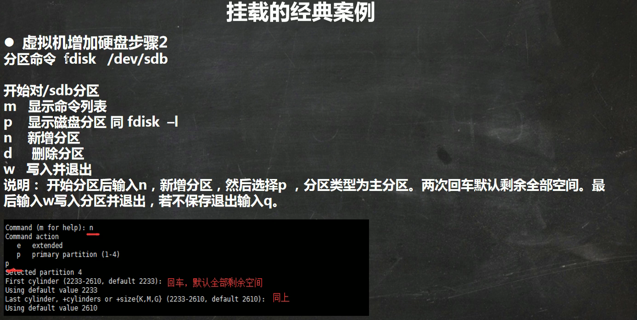 挂载的经典案例
● 虚拟机增加硬盘步骤2
分区命令 fdisk /dev/sdb
开始对/sdb分区
m 显示命令列表
p 显示磁盘分区 同 fdisk –l
n 新增分区
d 删除分区
w 写入并退出
说明： 开始分区后输入n，新增分区，然后选择p ，分区类型为主分区。两次回车默认剩余全部空间。最
后输入w写入分区并退出，若不保存退出输入q。
Command (m for help): n
Command action
e extended
p primary partition (1-4)
p
Selected partition 4
First cylinder (2233-2610, default 2233): 回车，默认全部剩余空间
Using default value 2233
Last cylinder, +cylinders or +size{K,M,G} (2233-2610, default 2610): 同上
Using default value 2610